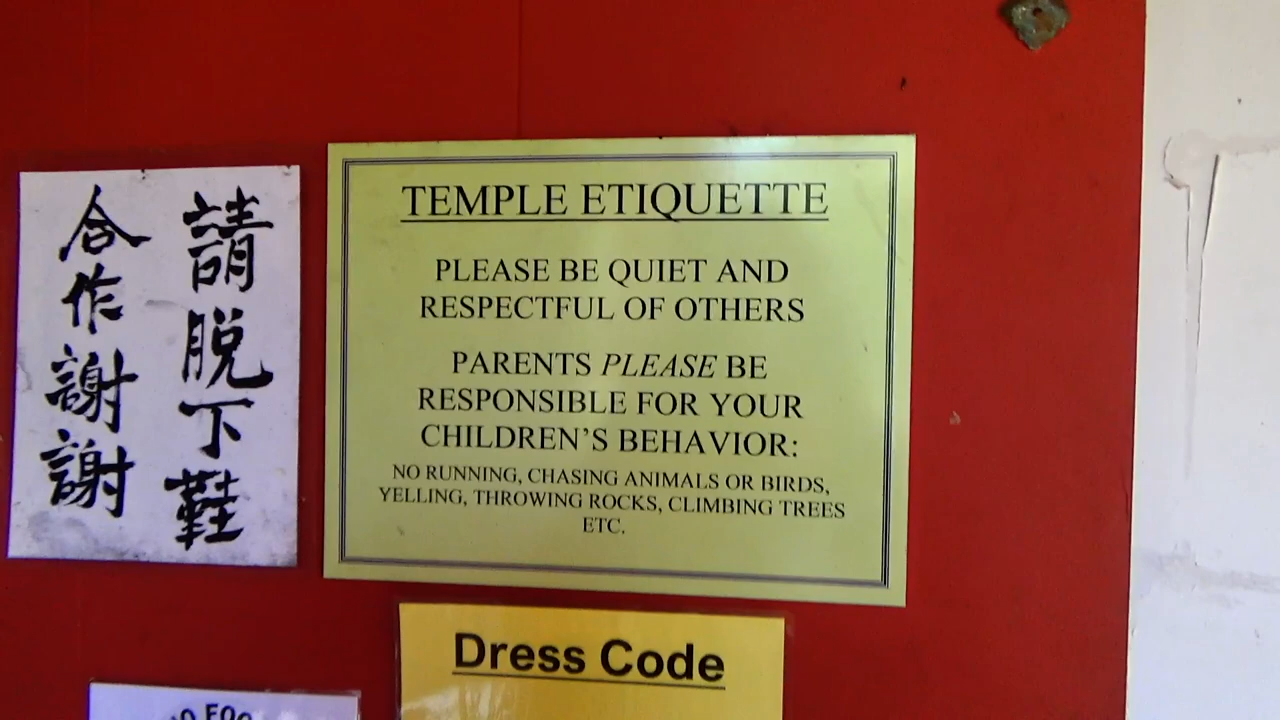 請脫下鞋
合作謝謝
TEMPLE ETIQUETTE
PLEASE BE QUIET AND
RESPECTFUL OF OTHERS
PARENTS PLEASE BE
RESPONSIBLE FOR YOUR
CHILDREN'S BEHAVIOR:
NO RUNNING, CHASING ANIMALS OR BIRDS,
YELLING, THROWING ROCKS, CLIMBING TREES
ETC.
Dress Code